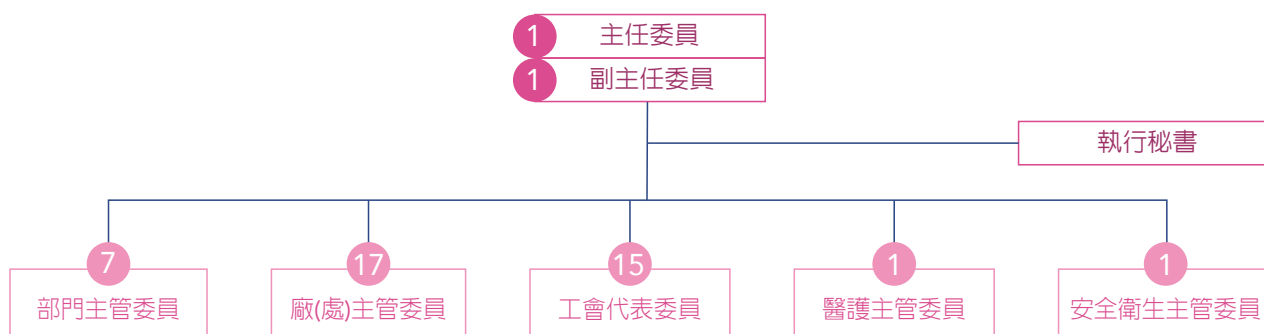 1 主任委員
1 副主任委員
執行秘書
7
17
15
1
1
部門主管委員
廠(處)主管委員
工會代表委員
醫護主管委員
安全衛生主管委員